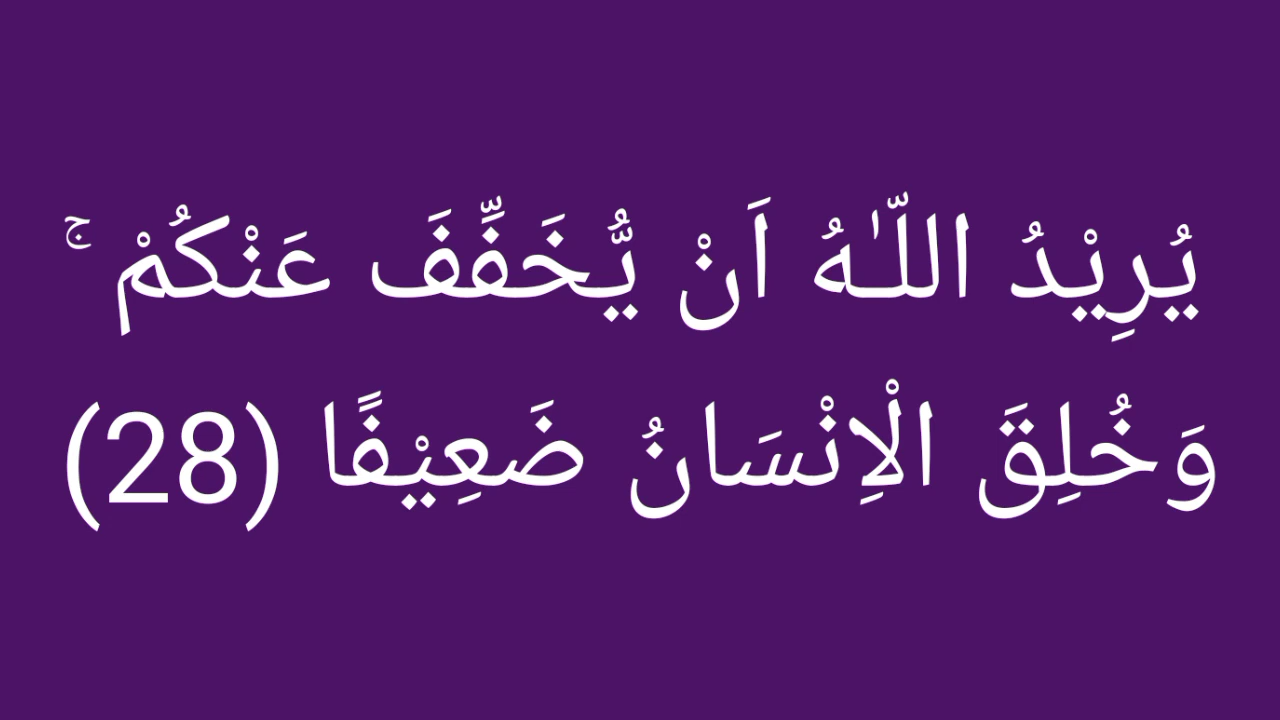 يُرِيْدُ اللّـٰهُ اَنْ يُّخَفِّفَ عَنْكُمْ ۚ
وَخُلِقَ الْاِنْسَانُ ضَعِيْفًا (28)